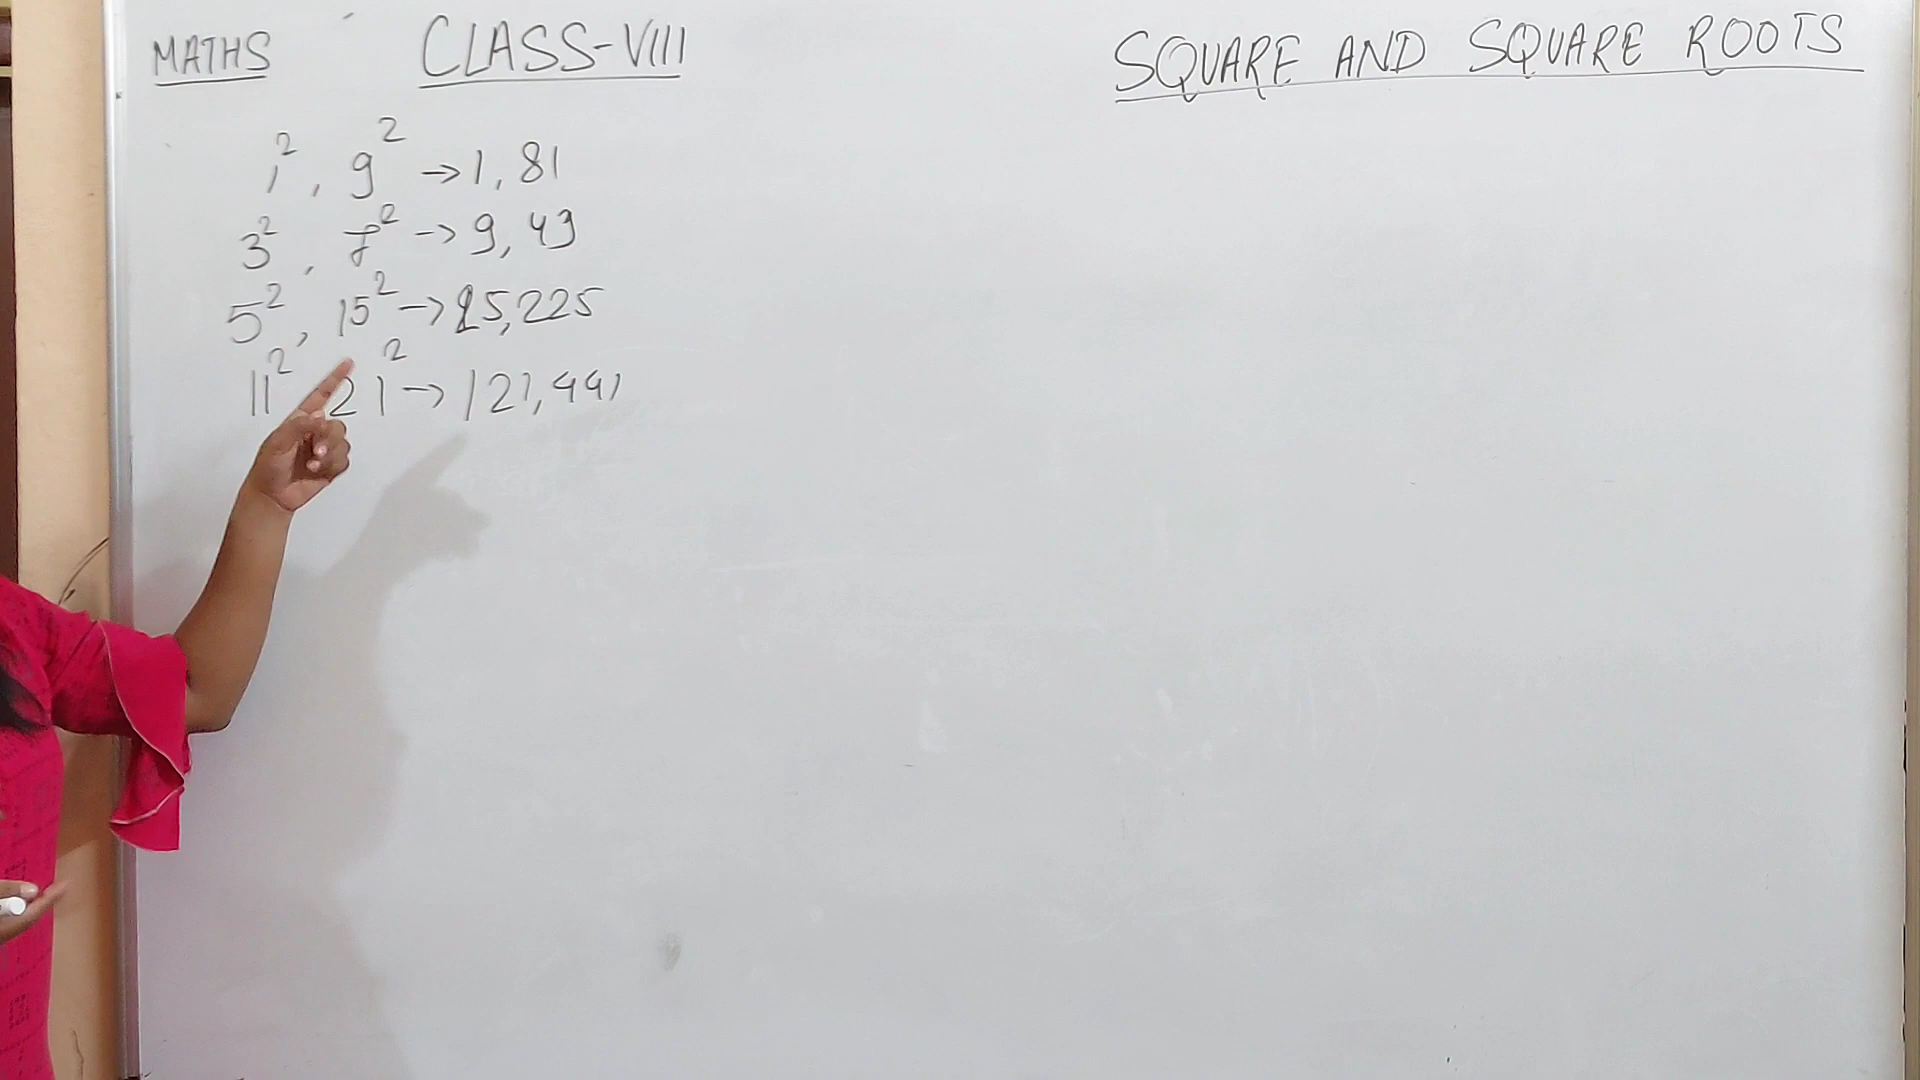 MATHS CLASS-VIII SQUARE AND SQUARE ROOTS
1², 9² → 1, 81
3², 7² → 9, 49
5², 15² → 25, 225
11² 21² → 121, 441